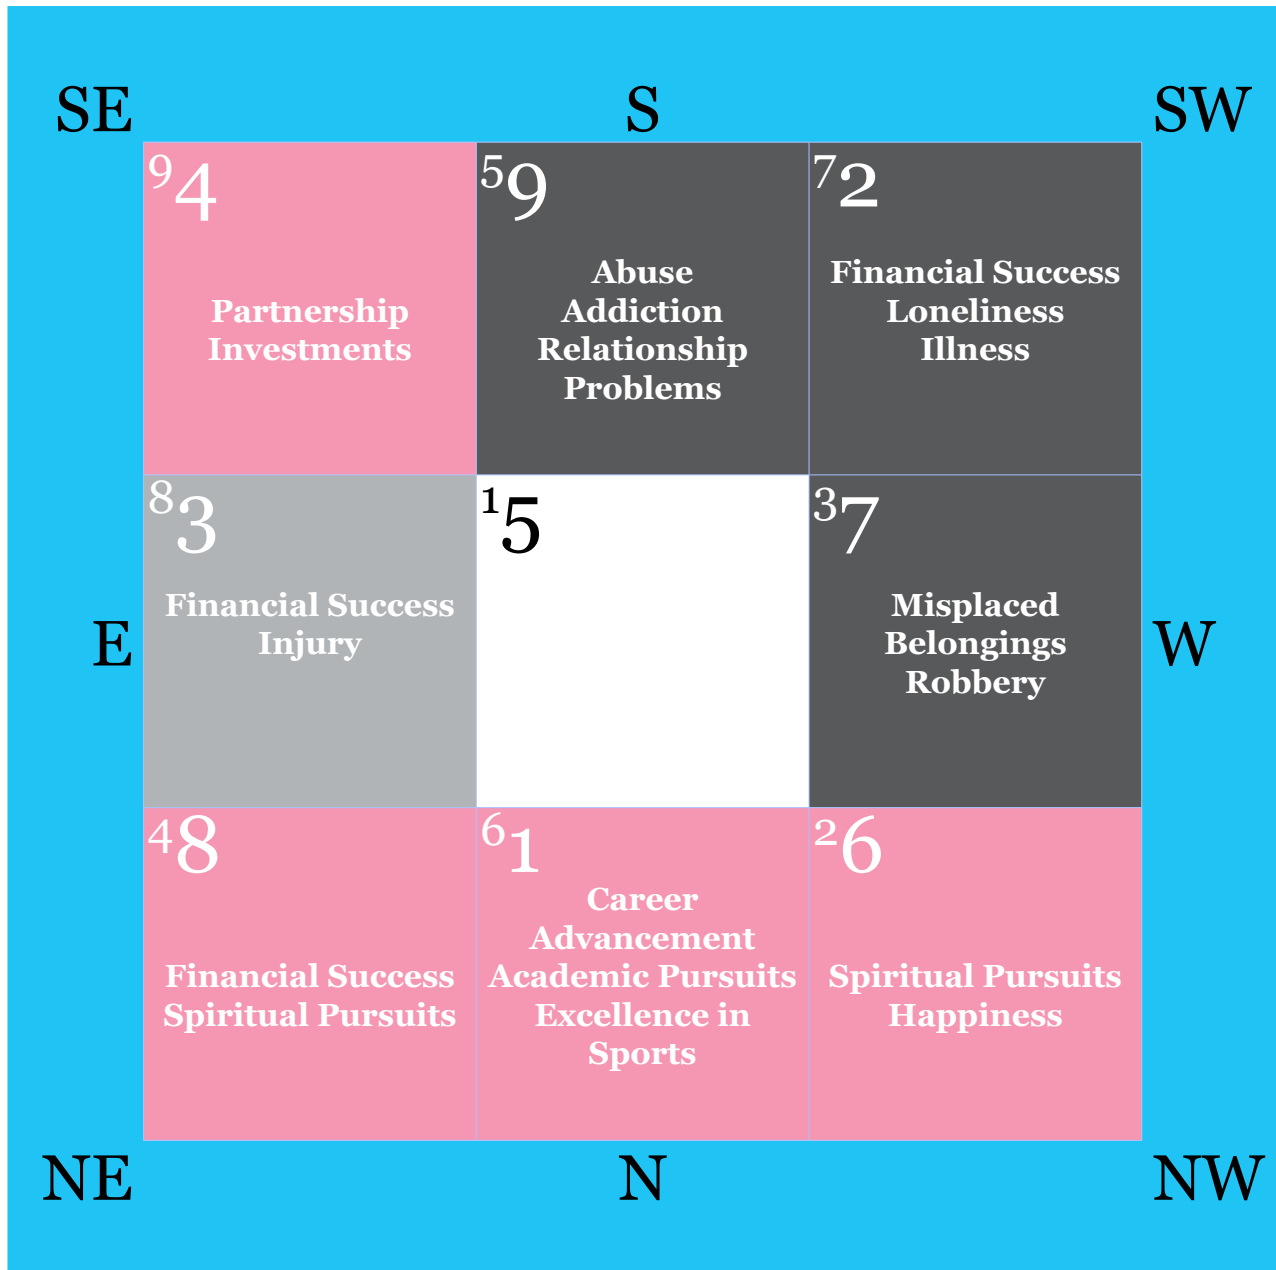 SE S SW
⁹4 ⁵9 ⁷2
Partnership
Investments
Abuse
Addiction
Relationship
Problems
Financial Success
Loneliness
Illness
E
⁸3 ¹5 ³7
Financial Success
Injury
Misplaced
Belongings
Robbery
W
⁴8 ⁶1 ²6
Financial Success
Spiritual Pursuits
Career
Advancement
Academic Pursuits
Excellence in
Sports
Spiritual Pursuits
Happiness
NE N NW